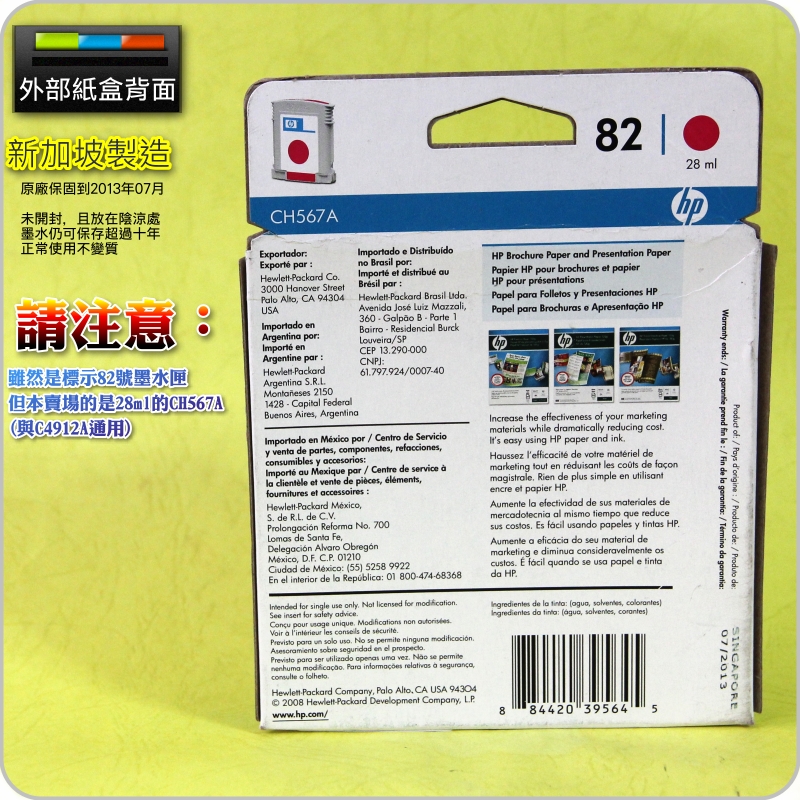 外部紙盒背面
新加坡製造
原廠保固到2013年07月
未開封，且放在陰涼處
墨水仍可保存超過十年
正常使用不變質
請注意：
雖然是標示82號墨水匣
但本賣場的是28ml的CH567A
(與C4912A通用)
82
28 ml
hp
CH567A
hp
Exportador:
Exporté par :
Hewlett-Packard Co.
3000 Hanover Street
Palo Alto, CA 94304
USA
Importado en
Argentina por:
Importé en
Argentine par :
Hewlett-Packard
Argentina S.R.L.
Montañeses 2150
1428 - Capital Federal
Buenos Aires, Argentina
Importado e Distribuído
no Brasil por:
Importé et distribué au
Brésil par :
Hewlett-Packard Brasil Ltda.
Avenida José Luiz Mazzali,
360 - Galpão B - Parte 1
Bairro - Residencial Burck
Louveira/SP
CEP 13.290-000
CNPJ:
61.797.924/0007-40
Importado en México por / Centro de Servicio
y venta de partes, componentes, refacciones,
consumibles y accesorios:
Importé au Mexique par / Centre de service à
la clientèle et vente de pièces, éléments,
fournitures et accessoires :
Hewlett-Packard México,
S. de R.L. de C.V.
Prolongación Reforma No. 700
Lomas de Santa Fe,
Delegación Alvaro Obregón
México, D.F. C.P. 01210
Ciudad de México: (55) 5258 9922
En el interior de la República: 01 800-474-68368
Intended for single use only. Not licensed for modification.
See insert for safety advice.
Conçu pour usage unique. Modifications non autorisées.
Voir à l'intérieur les conseils de sécurité.
Previsto para un solo uso. No se permite ninguna modificación.
Asesoramiento sobre seguridad en el prospecto.
Previsto para ser utilizado apenas uma vez. Não se permite
nenhuma modificação. Para informações relativas à segurança,
consulte o folheto.
Hewlett-Packard Company, Palo Alto, CA USA 94304
© 2008 Hewlett-Packard Development Company, L.P.
www.hp.com/
HP Brochure Paper and Presentation Paper
Papier HP pour brochures et papier
HP pour présentations
Papel para Folletos y Presentaciones HP
Papel para Brochuras e Apresentação HP
hp
hp
hp
Increase the effectiveness of your marketing
materials while dramatically reducing cost.
It's easy using HP paper and ink.
Haussez l'efficacité de votre matériel de
marketing tout en réduisant les coûts de façon
magistrale. Rien de plus simple en utilisant
encre et papier HP.
Aumente la efectividad de sus materiales de
mercadotecnia al mismo tiempo que reduce
sus costos. Es fácil usando papeles y tintas HP.
Aumente a eficácia do seu material de
marketing e diminua consideravelmente os
custos. É fácil quando se usa papel e tinta
da HP.
Ingredientes de la tinta: (agua, solventes, colorantes)
Ingredientes da tinta: (água, solventes, corantes)
8 84420 39564 5
Product of: / Pays d'origine : / Producto de: / Produto de:
Warranty ends: / La garantie prend fin le : / Fin de la garantía: / Término da garantia:
SINGAPORE
07/2013